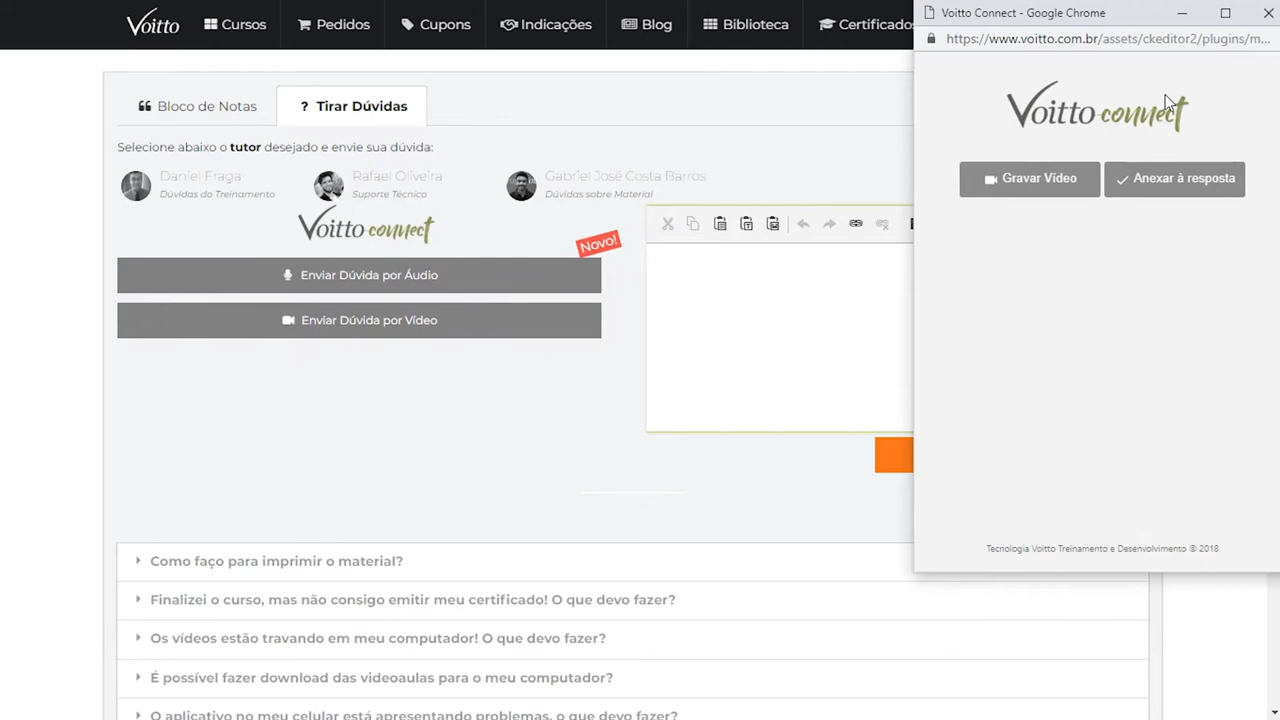 Voitto
Cursos
Pedidos
Cupons
Indicações
Blog
Biblioteca
Certificado
Voitto Connect - Google Chrome
https://www.voitto.com.br/assets/ckeditor2/plugins/m...
Voitto connect
Gravar Vídeo
Anexar à resposta
Tecnologia Voitto Treinamento e Desenvolvimento © 2018
Bloco de Notas
? Tirar Dúvidas
Selecione abaixo o tutor desejado e envie sua dúvida:
Daniel Fraga
Dúvidas do Treinamento
Rafael Oliveira
Suporte Técnico
Gabriel José Costa Barros
Dúvidas sobre Material
Voitto connect
Novo!
Enviar Dúvida por Áudio
Enviar Dúvida por Vídeo
Como faço para imprimir o material?
Finalizei o curso, mas não consigo emitir meu certificado! O que devo fazer?
Os vídeos estão travando em meu computador! O que devo fazer?
É possível fazer download das videoaulas para o meu computador?
O aplicativo no meu celular está apresentando problemas, o que devo fazer?